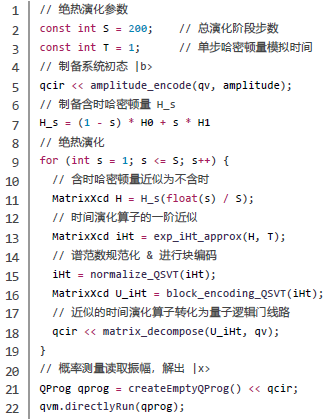 1 // 绝热演化参数
2 const int S = 200; // 总演化阶段步数
3 const int T = 1; // 单步哈密顿量模拟时间
4 // 制备系统初态 |b>
5 qcir << amplitude_encode(qv, amplitude);
6 // 制备含时哈密顿量 H_s
7 H_s = (1 - s) * H0 + s * H1
8 // 绝热演化
9 for (int s = 1; s <= S; s++) {
10 // 含时哈密顿量近似为不含时
11 MatrixXcd H = H_s(float(s) / S);
12 // 时间演化算子的一阶近似
13 MatrixXcd iHt = exp_iHt_approx(H, T);
14 // 谱范数规范化 & 进行块编码
15 iHt = normalize_QSVT(iHt);
16 MatrixXcd U_iHt = block_encoding_QSVT(iHt);
17 // 近似的时间演化算子转化为量子逻辑门线路
18 qcir << matrix_decompose(U_iHt, qv);
19 }
20 // 概率测量读取振幅，解出 |x>
21 QProg qprog = createEmptyQProg() << qcir;
22 qvm.directlyRun(qprog);